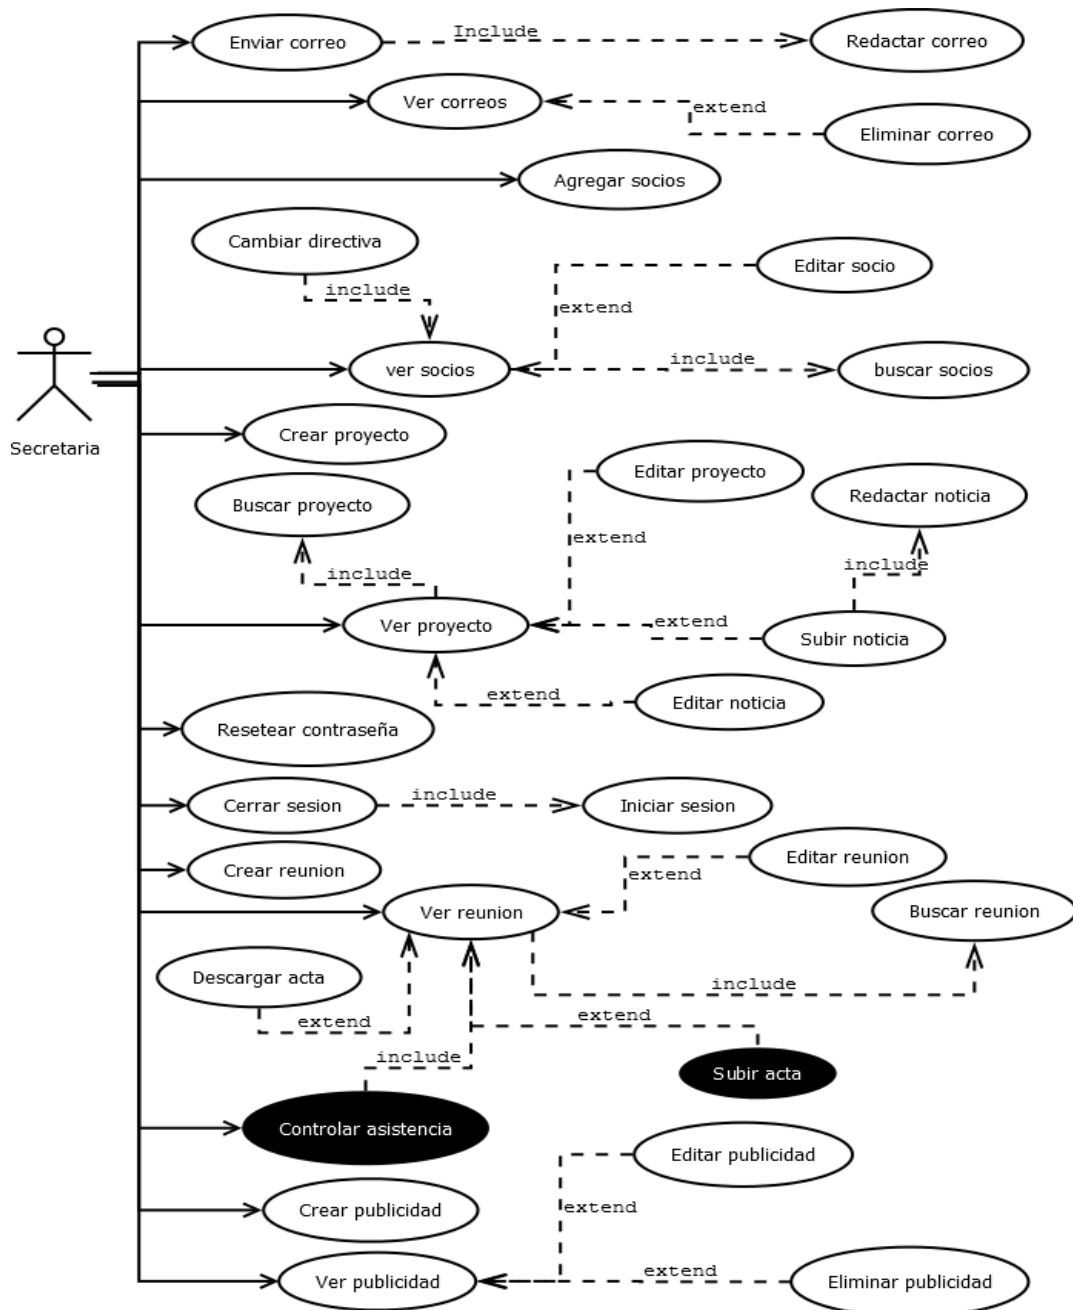 Enviar correo
Include
Redactar correo
Ver correos
extend
Eliminar correo
Agregar socios
Cambiar directiva
include
Editar socio
extend
ver socios
include
buscar socios
Secretaria
Crear proyecto
Editar proyecto
Buscar proyecto
Redactar noticia
extend
include
include
Ver proyecto
extend
Subir noticia
extend
Editar noticia
Resetear contraseña
Cerrar sesion
include
Iniciar sesion
Crear reunion
Editar reunion
extend
Ver reunion
Buscar reunion
Descargar acta
include
extend
extend
include
Subir acta
Controlar asistencia
Editar publicidad
Crear publicidad
extend
Ver publicidad
extend
Eliminar publicidad